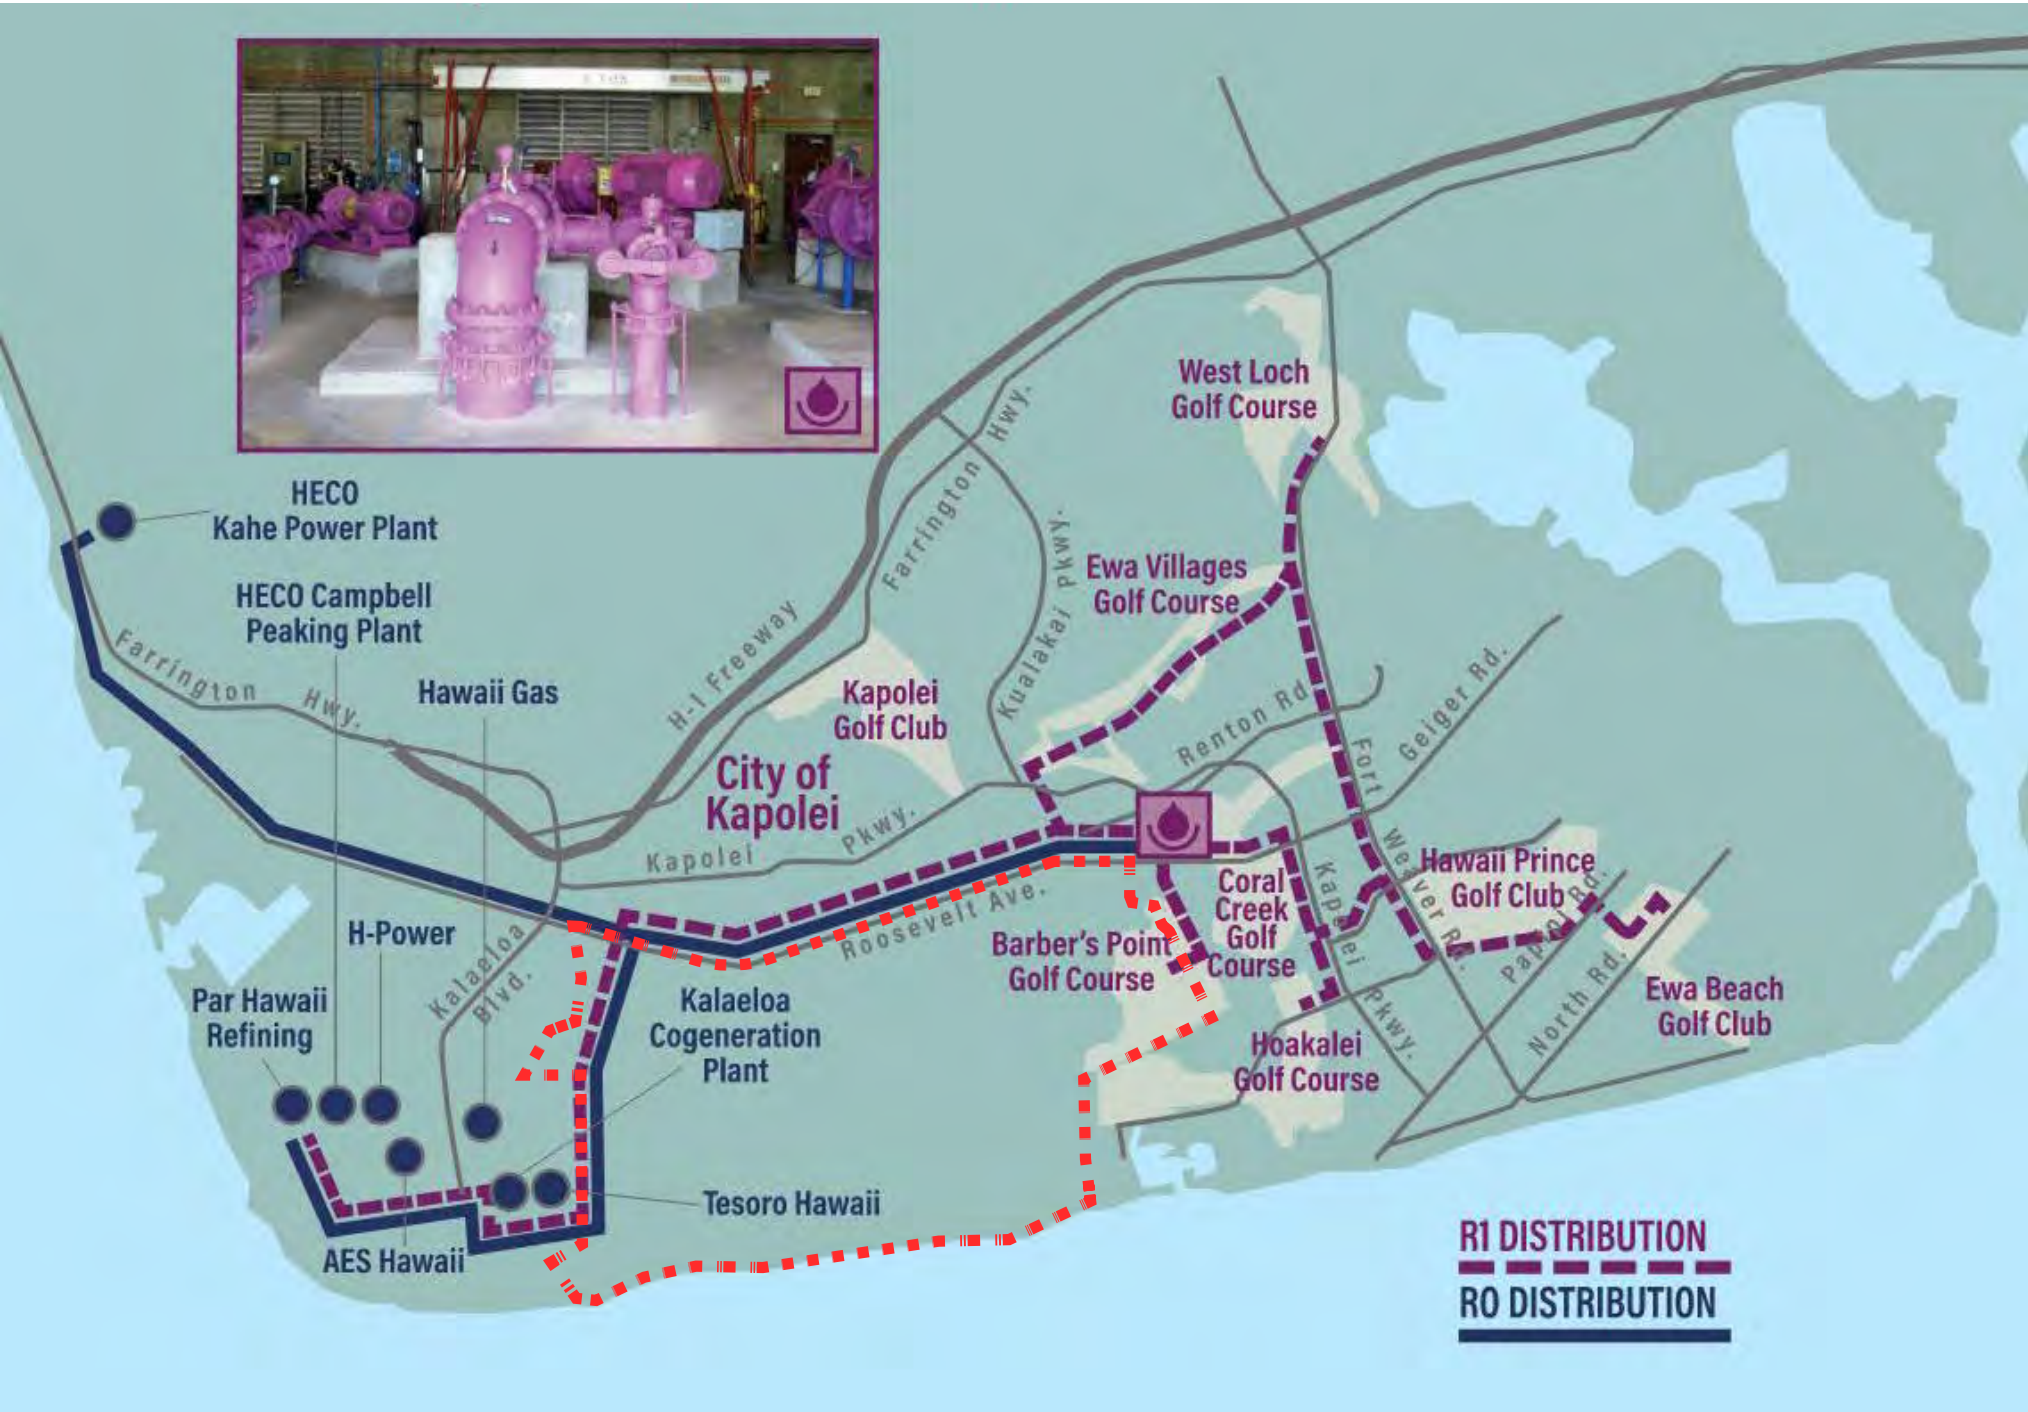 West Loch
Golf Course
HECO
Kahe Power Plant
Farrington Hwy.
Farrington Hwy.
Kualakai Pkwy.
Ewa Villages
Golf Course
HECO Campbell
Peaking Plant
H-1 Freeway
Hawaii Gas
Kapolei
Golf Club
Renton Rd
Geiger Rd.
City of
Kapolei
Kapolei Pkwy.
Fort Weaver Rd.
Hawaii Prince
Golf Club
Papipi Rd.
Coral
Creek
Golf
Course
Kapolei Pkwy.
Roosevelt Ave.
Barber's Point
Golf Course
H-Power
Kalaeloa
Blvd.
Par Hawaii
Refining
Kalaeloa
Cogeneration
Plant
North Rd.
Ewa Beach
Golf Club
Hoakalei
Golf Course
Tesoro Hawaii
AES Hawaii
R1 DISTRIBUTION
RO DISTRIBUTION